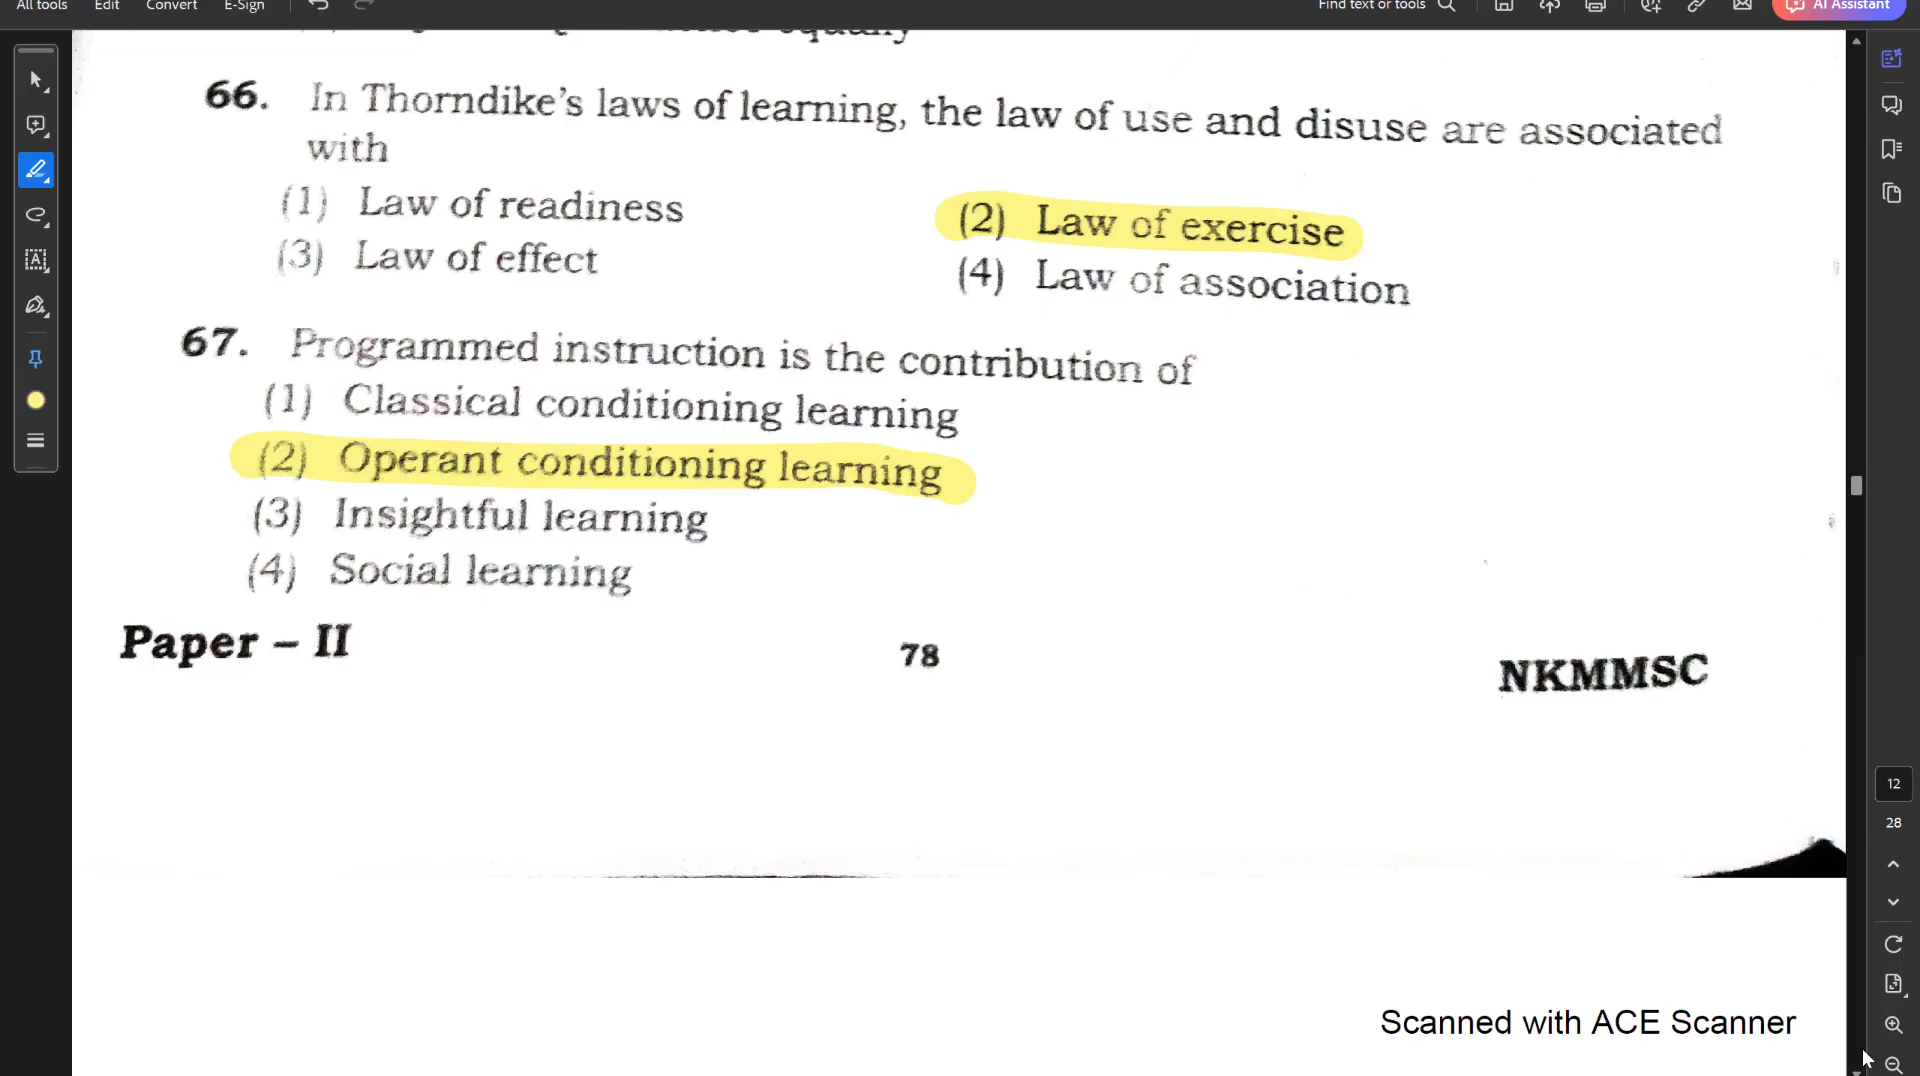 All tools Edit Convert E-Sign Find text or tools AI Assistant
equally
66. In Thorndike's laws of learning, the law of use and disuse are associated
with
(1) Law of readiness (2) Law of exercise
(3) Law of effect (4) Law of association
67. Programmed instruction is the contribution of
(1) Classical conditioning learning
(2) Operant conditioning learning
(3) Insightful learning
(4) Social learning
Paper – II 78 NKMMSC
12
28
Scanned with ACE Scanner